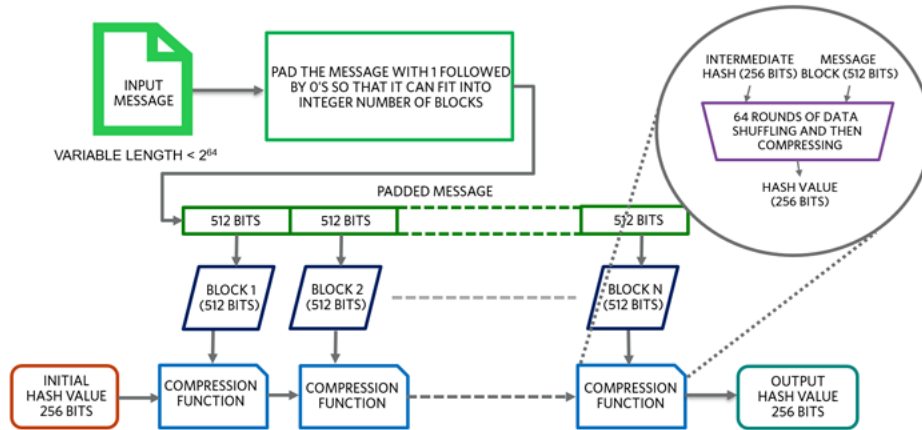 INPUT
MESSAGE
VARIABLE LENGTH < 2⁶⁴
PAD THE MESSAGE WITH 1 FOLLOWED
BY 0'S SO THAT IT CAN FIT INTO
INTEGER NUMBER OF BLOCKS
INTERMEDIATE
HASH (256 BITS)
MESSAGE
BLOCK (512 BITS)
64 ROUNDS OF DATA
SHUFFLING AND THEN
COMPRESSING
HASH VALUE
(256 BITS)
PADDED MESSAGE
512 BITS
512 BITS
512 BITS
BLOCK 1
(512 BITS)
BLOCK 2
(512 BITS)
BLOCK N
(512 BITS)
INITIAL
HASH VALUE
256 BITS
COMPRESSION
FUNCTION
COMPRESSION
FUNCTION
COMPRESSION
FUNCTION
OUTPUT
HASH VALUE
256 BITS